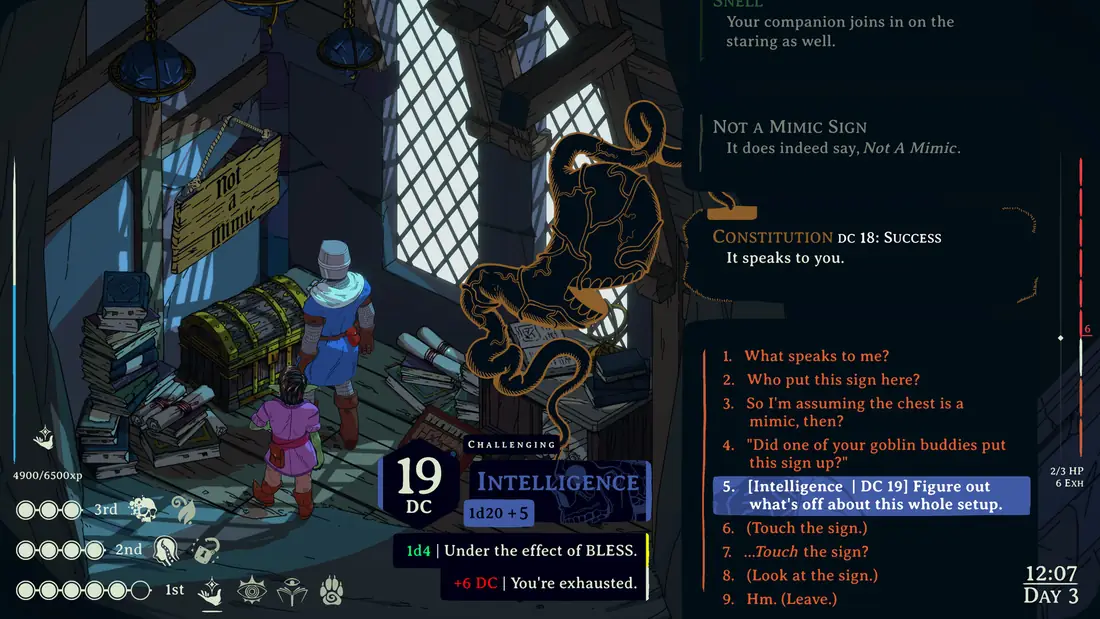 SNELL
Your companion joins in on the
staring as well.
NOT A MIMIC SIGN
It does indeed say, Not A Mimic.
CONSTITUTION DC 18: SUCCESS
It speaks to you.
1. What speaks to me?
2. Who put this sign here?
3. So I'm assuming the chest is a
mimic, then?
4. "Did one of your goblin buddies put
this sign up?"
5. [Intelligence | DC 19] Figure out
what's off about this whole setup.
6. (Touch the sign.)
7. ...Touch the sign?
8. (Look at the sign.)
9. Hm. (Leave.)
Not
a
Mimic
CHALLENGING
19
DC
INTELLIGENCE
1d20 + 5
1d4 | Under the effect of BLESS.
+6 DC | You're exhausted.
4900/6500xp
3rd
2nd
1st
6
2/3 HP
6 EXH
12:07
DAY 3